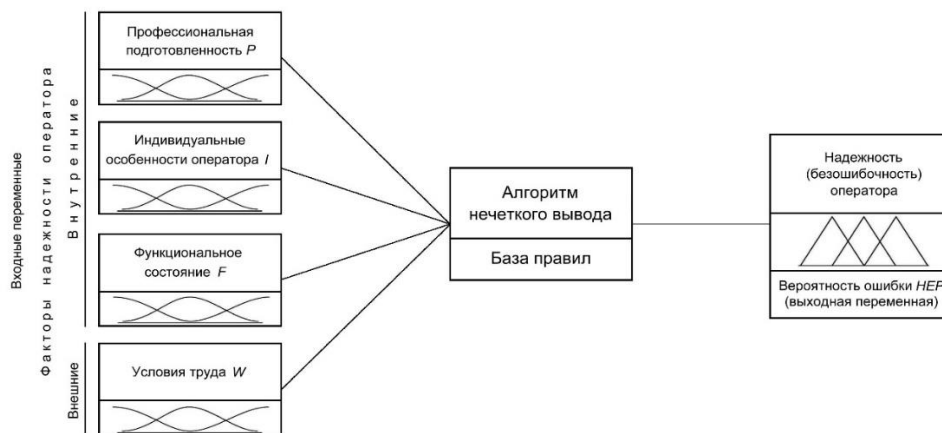 Входные переменные
Факторы надежности оператора
Внутренние
Внешние
Профессиональная
подготовленность P
Индивидуальные
особенности оператора I
Функциональное
состояние F
Условия труда W
Алгоритм
нечеткого вывода
База правил
Надежность
(безошибочность)
оператора
Вероятность ошибки HEP
(выходная переменная)